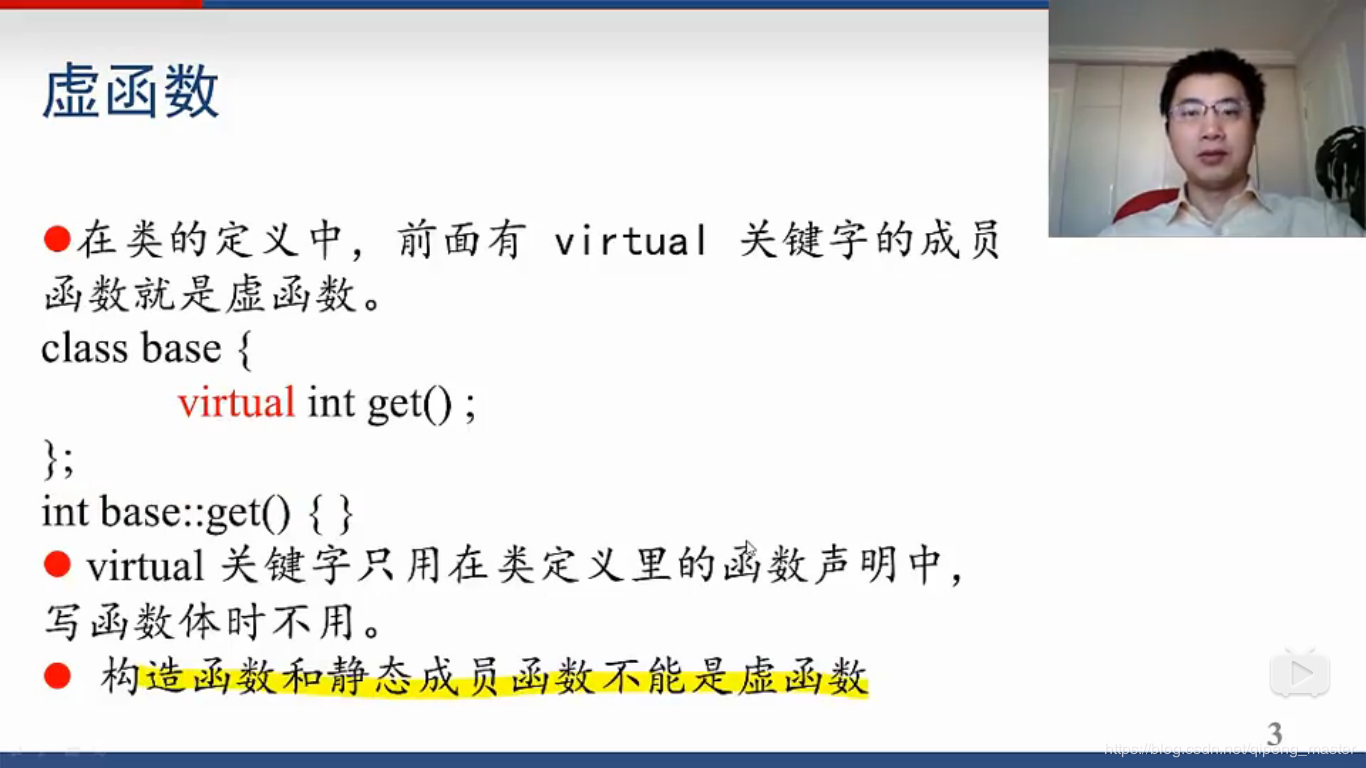 虚函数
●在类的定义中，前面有 virtual 关键字的成员
函数就是虚函数。
class base {
virtual int get() ;
};
int base::get() { }
● virtual 关键字只用在类定义里的函数声明中，
写函数体时不用。
● 构造函数和静态成员函数不能是虚函数
3
https://blog.csdn.net/qipeng_master